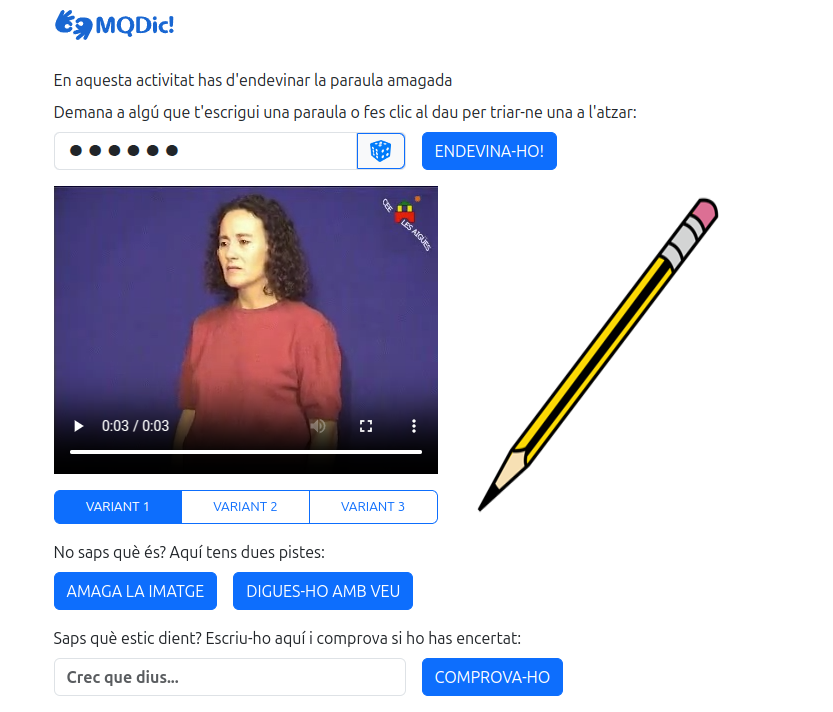 MQDic!
En aquesta activitat has d'endevinar la paraula amagada
Demana a algú que t'escrigui una paraula o fes clic al dau per triar-ne una a l'atzar:
●●●●●● ENDEVINA-HO!
CEE LES AIGÜES
0:03 / 0:03
VARIANT 1 VARIANT 2 VARIANT 3
No saps què és? Aquí tens dues pistes:
AMAGA LA IMATGE DIGUES-HO AMB VEU
Saps què estic dient? Escriu-ho aquí i comprova si ho has encertat:
Crec que dius... COMPROVA-HO